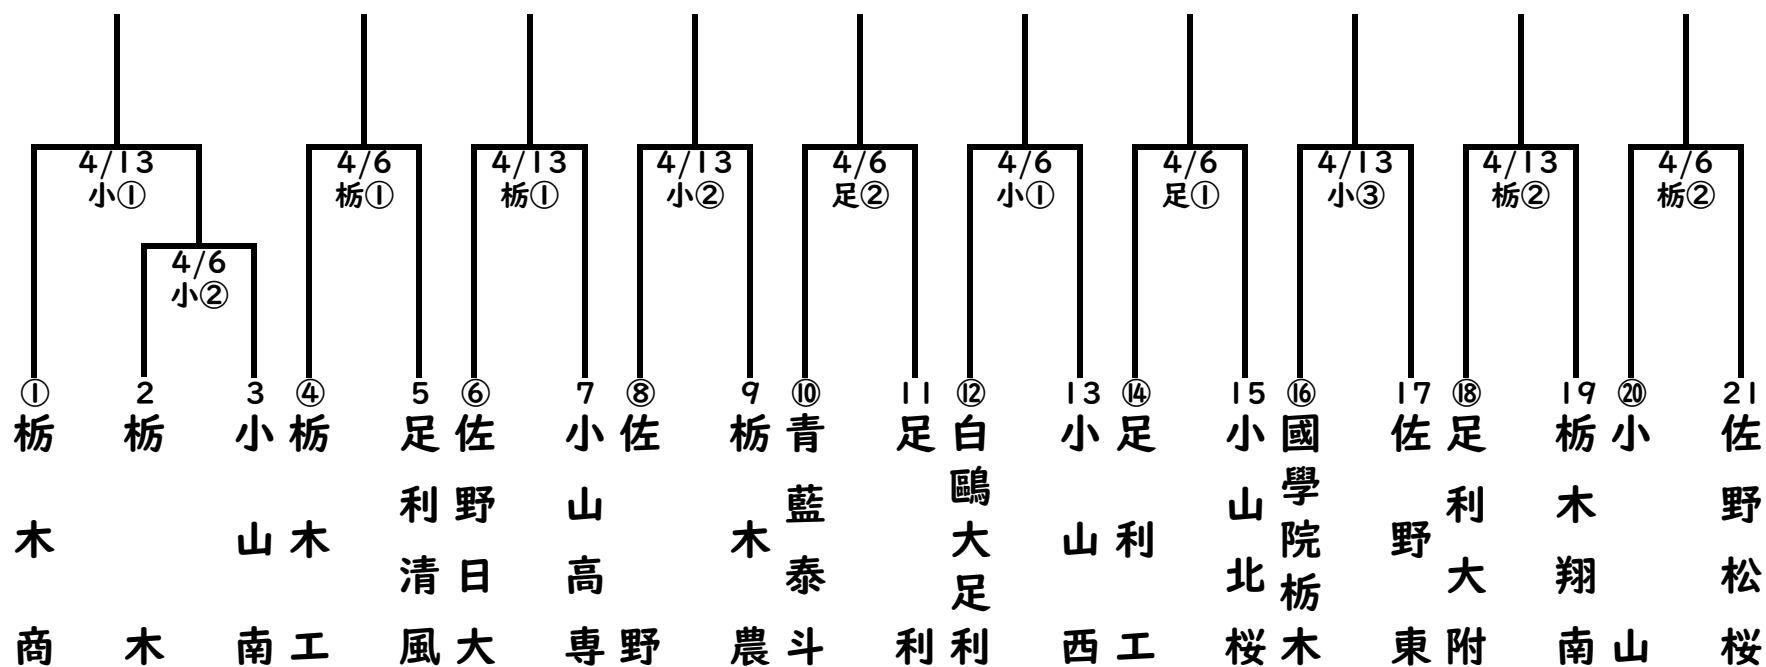 4/13
小①
4/6
栃①
4/13
栃①
4/13
小②
4/6
足②
4/6
小①
4/6
足①
4/13
小③
4/13
栃②
4/6
栃②
4/6
小②
①
栃木商
2
栃木
3
小山南
④
栃木工
5
足利清風
⑥
佐野日大
7
小山高専
⑧
佐野
9
栃木農
⑩
青藍泰斗
11
足利
⑫
白鷗大足利
13
小山西
⑭
足利工
15
小山北桜
⑯
國學院栃木
17
佐野東
⑱
足利大附
19
栃木翔南
⑳
小山
21
佐野松桜